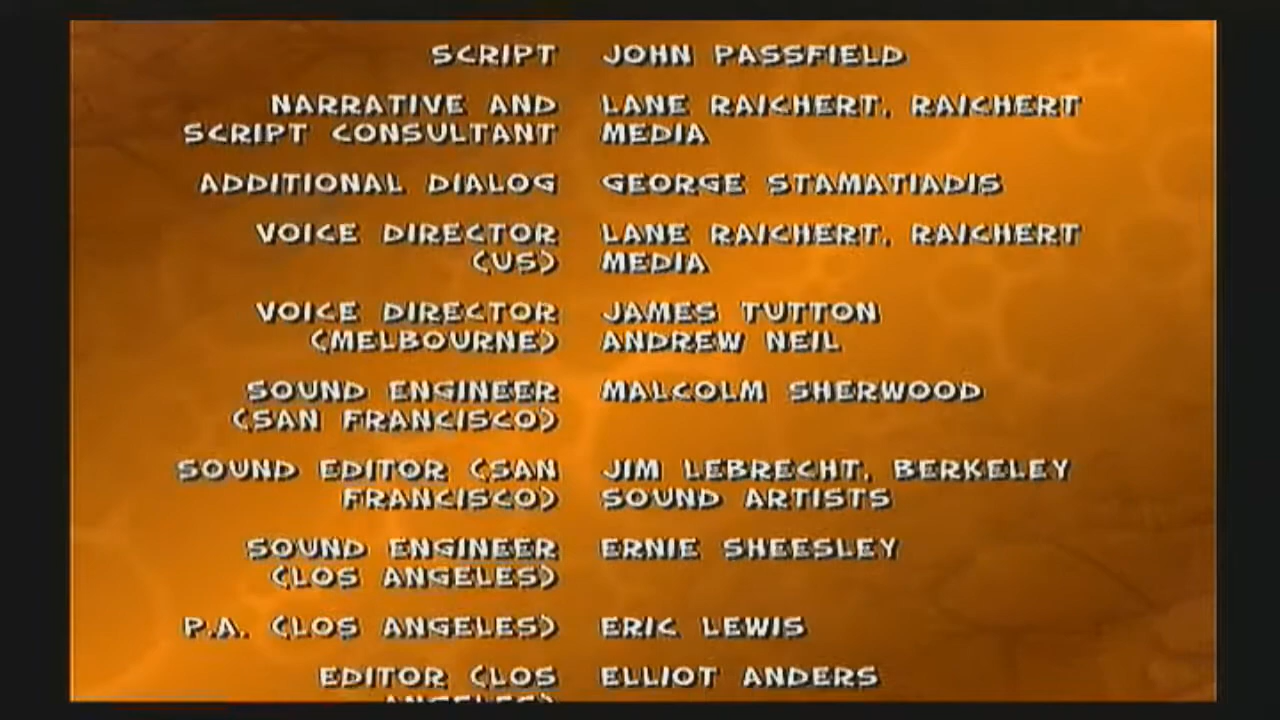 SCRIPT JOHN PASSFIELD
NARRATIVE AND LANE RAICHERT, RAICHERT
SCRIPT CONSULTANT MEDIA
ADDITIONAL DIALOG GEORGE STAMATIADIS
VOICE DIRECTOR LANE RAICHERT, RAICHERT
(US) MEDIA
VOICE DIRECTOR JAMES TUTTON
(MELBOURNE) ANDREW NEIL
SOUND ENGINEER MALCOLM SHERWOOD
(SAN FRANCISCO)
SOUND EDITOR (SAN JIM LEBRECHT, BERKELEY
FRANCISCO) SOUND ARTISTS
SOUND ENGINEER ERNIE SHEESLEY
(LOS ANGELES)
P.A. (LOS ANGELES) ERIC LEWIS
EDITOR (LOS ELLIOT ANDERS
ANGELES)